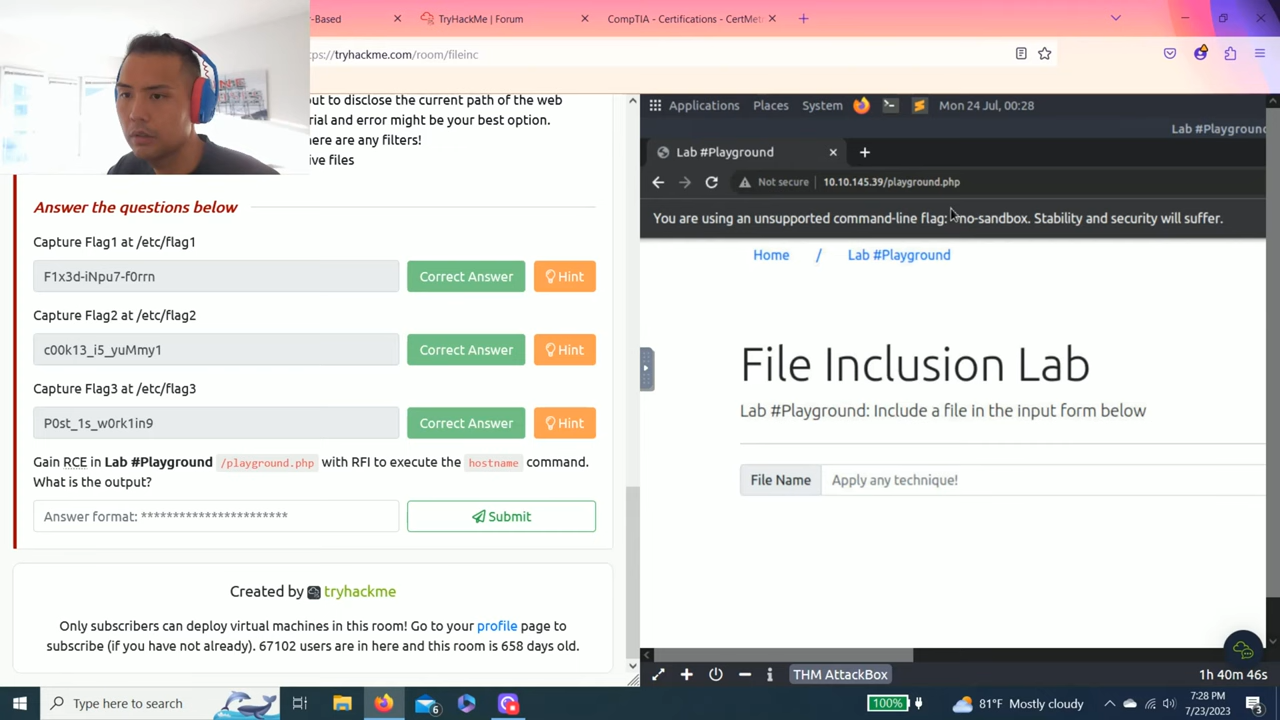 -Based
TryHackMe | Forum
CompTIA - Certifications - CertMe
ps://tryhackme.com/room/fileinc
out to disclose the current path of the web
rial and error might be your best option.
here are any filters!
ive files
Answer the questions below
Capture Flag1 at /etc/flag1
F1x3d-iNpu7-f0rrn
Correct Answer
Hint
Capture Flag2 at /etc/flag2
c00k13_i5_yuMmy1
Correct Answer
Hint
Capture Flag3 at /etc/flag3
P0st_1s_w0rk1in9
Correct Answer
Hint
Gain RCE in Lab #Playground /playground.php with RFI to execute the hostname command.
What is the output?
Answer format: ***********************
Submit
Created by tryhackme
Only subscribers can deploy virtual machines in this room! Go to your profile page to
subscribe (if you have not already). 67102 users are in here and this room is 658 days old.
Applications Places System Mon 24 Jul, 00:28
Lab #Playground
Lab #Playground
Not secure 10.10.145.39/playground.php
You are using an unsupported command-line flag: --no-sandbox. Stability and security will suffer.
Home / Lab #Playground
File Inclusion Lab
Lab #Playground: Include a file in the input form below
File Name Apply any technique!
THM AttackBox
1h 40m 46s
Type here to search
6
100%
81°F Mostly cloudy
7:28 PM
7/23/2023
3